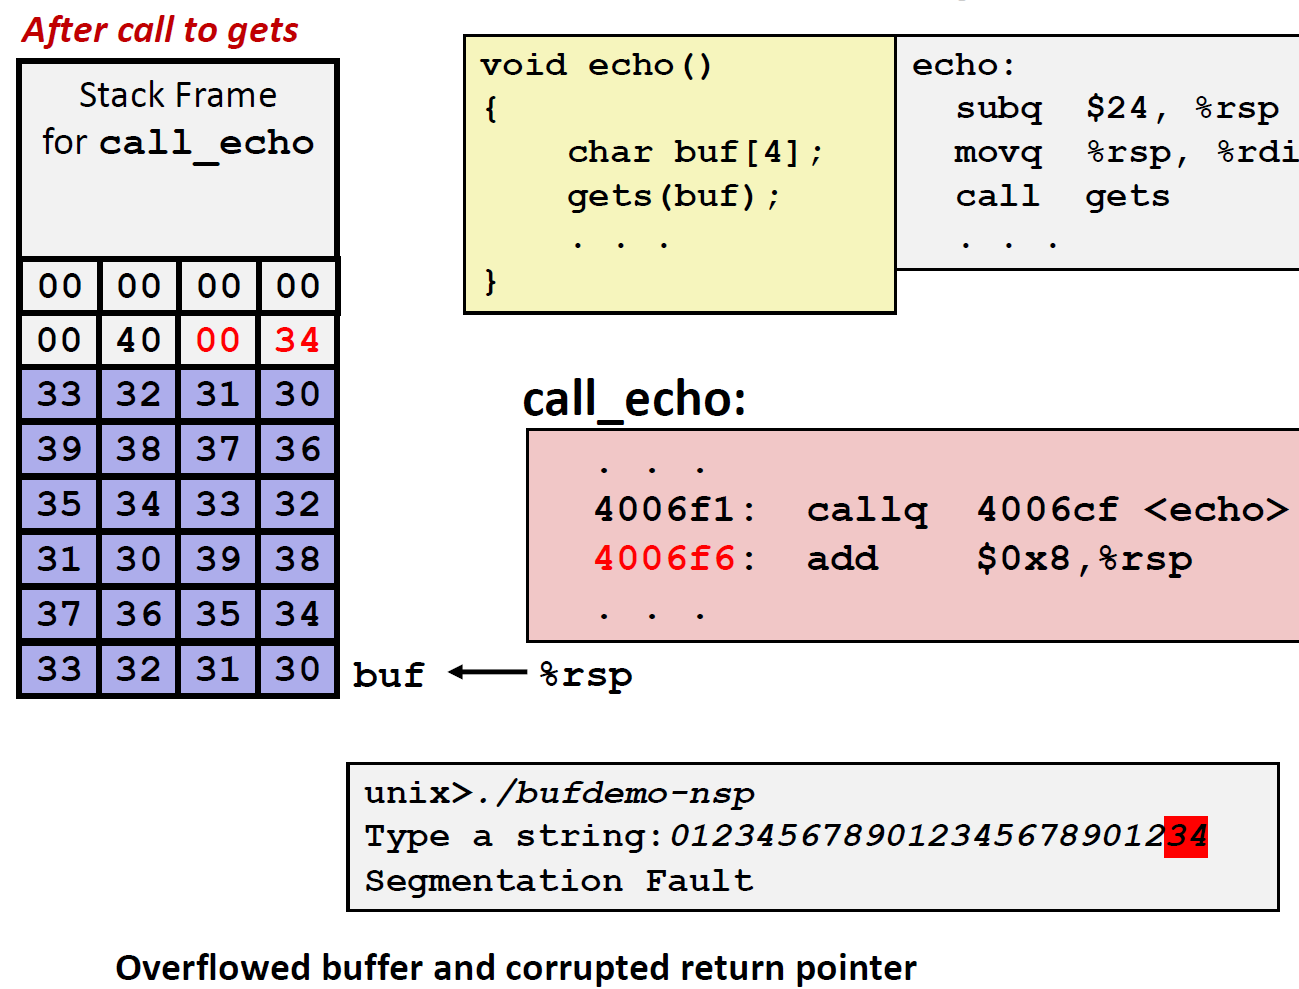 After call to gets
Stack Frame
for call_echo
00 00 00 00
00 40 00 34
33 32 31 30
39 38 37 36
35 34 33 32
31 30 39 38
37 36 35 34
33 32 31 30
buf
%rsp
void echo()
{
char buf[4];
gets(buf);
. . .
}
echo:
subq $24, %rsp
movq %rsp, %rdi
call gets
. . .
call_echo:
. . .
4006f1: callq 4006cf <echo>
4006f6: add $0x8,%rsp
. . .
unix>./bufdemo-nsp
Type a string:0123456789012345678901234
Segmentation Fault
Overflowed buffer and corrupted return pointer